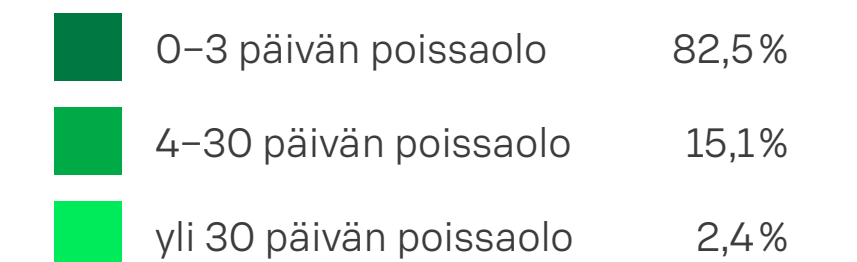 0–3 päivän poissaolo 82,5 %
4–30 päivän poissaolo 15,1 %
yli 30 päivän poissaolo 2,4 %